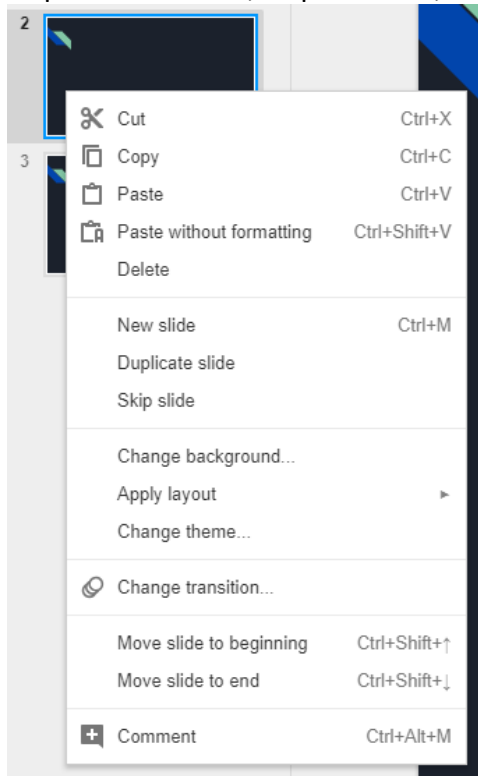 2
3
Cut Ctrl+X
Copy Ctrl+C
Paste Ctrl+V
Paste without formatting Ctrl+Shift+V
Delete
New slide Ctrl+M
Duplicate slide
Skip slide
Change background...
Apply layout ►
Change theme...
Change transition...
Move slide to beginning Ctrl+Shift+↑
Move slide to end Ctrl+Shift+↓
Comment Ctrl+Alt+M